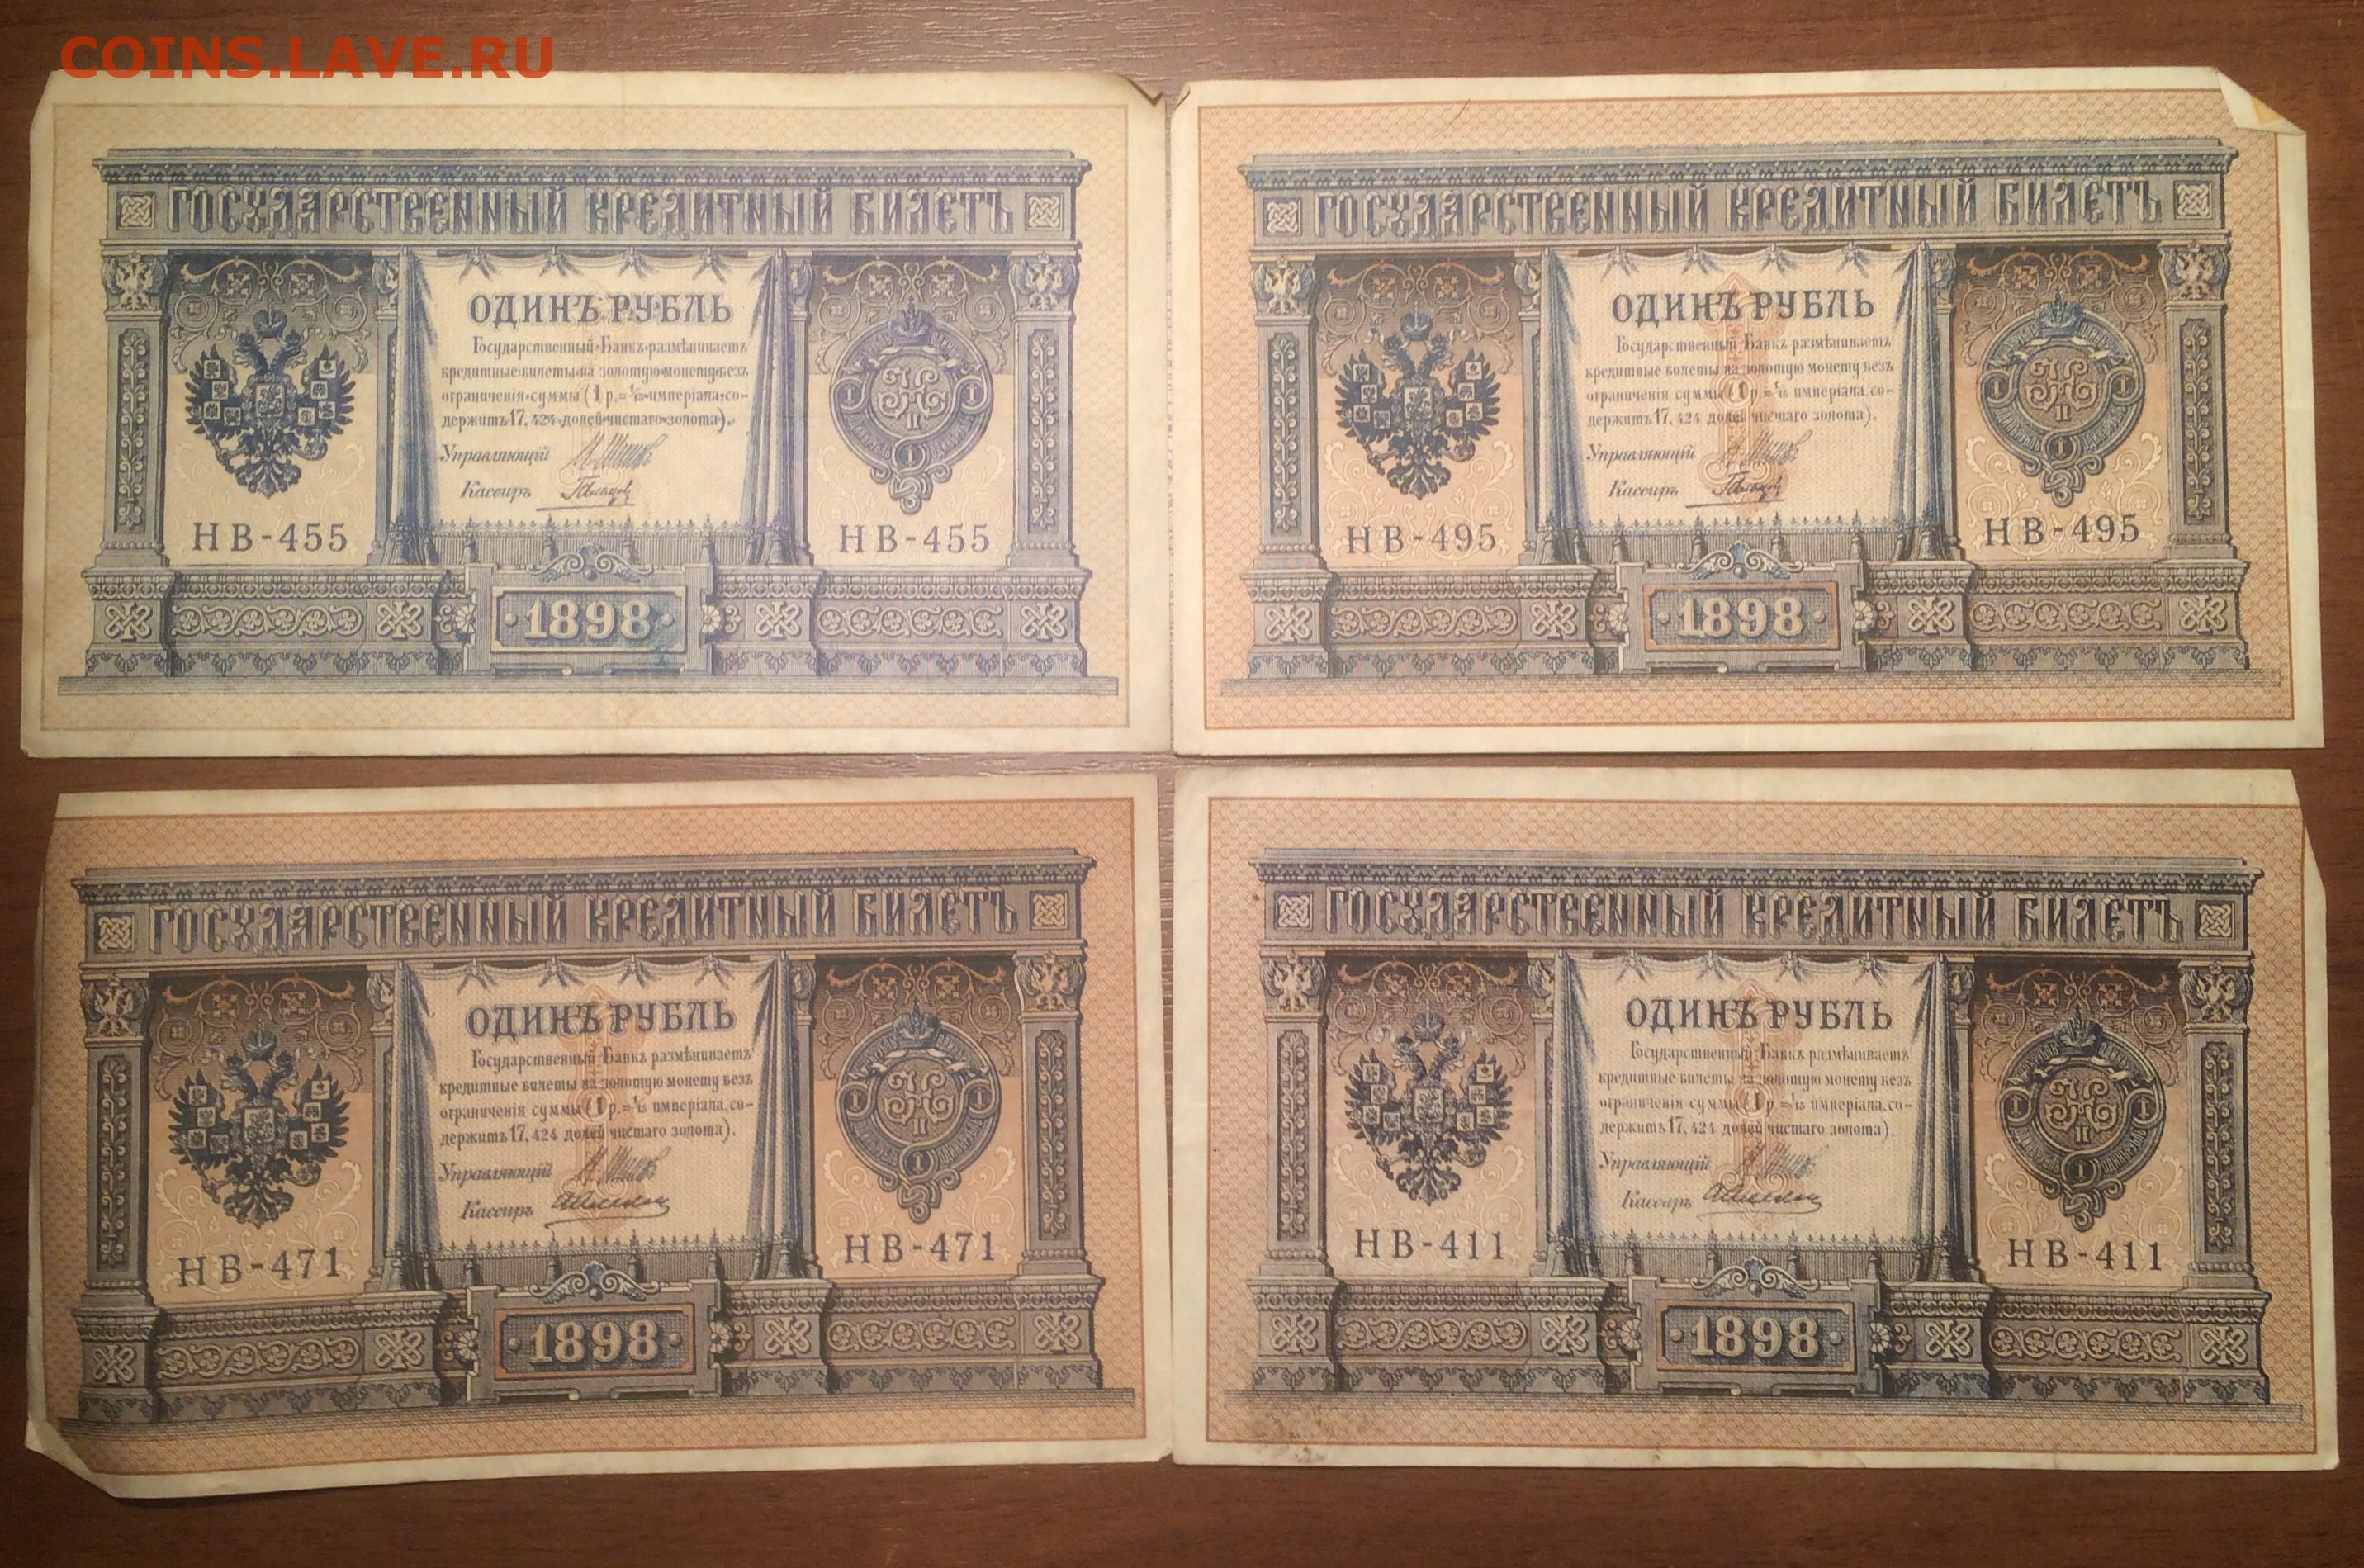 COINS.LAVE.RU
ГОСУДАРСТВЕННЫЙ КРЕДИТНЫЙ БИЛЕТЪ
ОДИНЪ РУБЛЬ
Государственный Банкъ размѣниваетъ
кредитные билеты на золотую монету безъ
ограниченія суммы (1 р.=1/15 имперіала, со-
держитъ 17,424 долей чистаго золота).
Управляющій
Кассиръ
НВ-455 НВ-455
1898
ГОСУДАРСТВЕННЫЙ КРЕДИТНЫЙ БИЛЕТЪ
ОДИНЪ РУБЛЬ
Государственный Банкъ размѣниваетъ
кредитные билеты на золотую монету безъ
ограниченія суммы (1 р.=1/15 имперіала, со-
держитъ 17,424 долей чистаго золота).
Управляющій
Кассиръ
НВ-495 НВ-495
1898
ГОСУДАРСТВЕННЫЙ КРЕДИТНЫЙ БИЛЕТЪ
ОДИНЪ РУБЛЬ
Государственный Банкъ размѣниваетъ
кредитные билеты на золотую монету безъ
ограниченія суммы (1 р.=1/15 имперіала, со-
держитъ 17,424 долей чистаго золота).
Управляющій
Кассиръ
НВ-471 НВ-471
1898
ГОСУДАРСТВЕННЫЙ КРЕДИТНЫЙ БИЛЕТЪ
ОДИНЪ РУБЛЬ
Государственный Банкъ размѣниваетъ
кредитные билеты на золотую монету безъ
ограниченія суммы (1 р.=1/15 имперіала, со-
держитъ 17,424 долей чистаго золота).
Управляющій
Кассиръ
НВ-411 НВ-411
1898